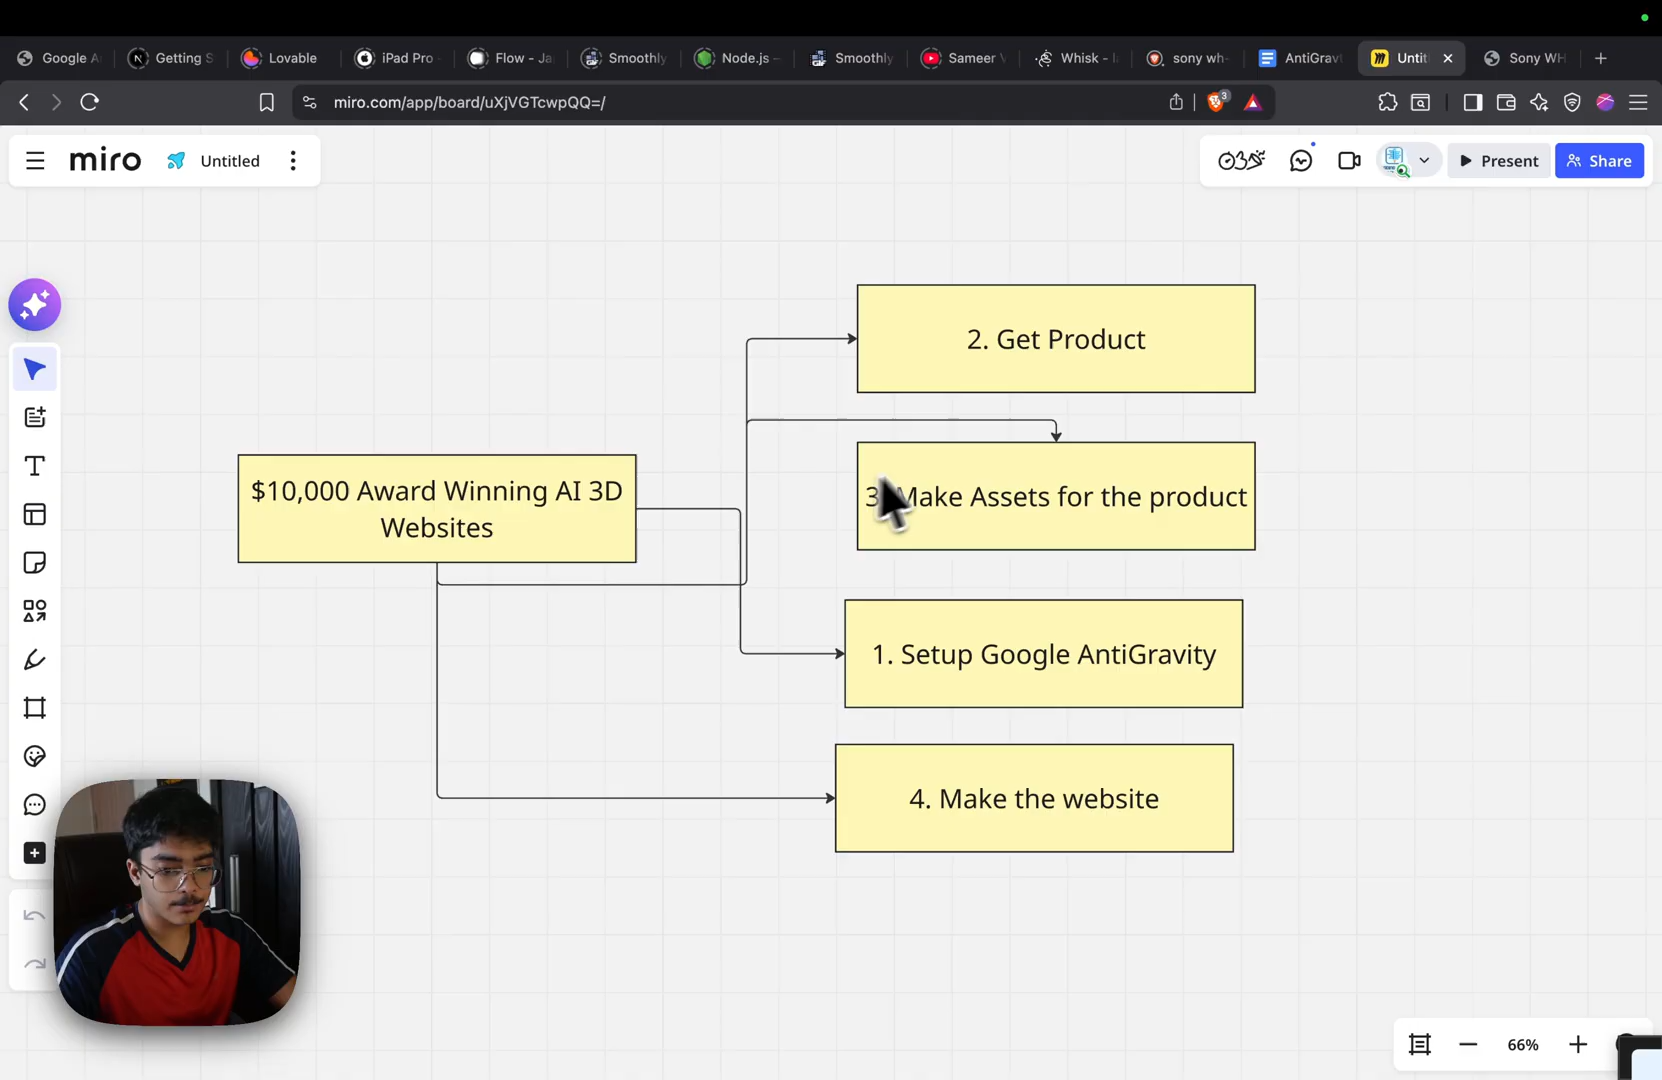 Google A
Getting S
Lovable
iPad Pro
Flow - Ja
Smoothly
Node.js –
Smoothly
Sameer V
Whisk -
sony wh-
AntiGravi
Untit
Sony WH
miro.com/app/board/uXjVGTcwpQQ=/
3
miro
Untitled
Present
Share
2. Get Product
$10,000 Award Winning AI 3D
Websites
Make Assets for the product
1. Setup Google AntiGravity
4. Make the website
66%